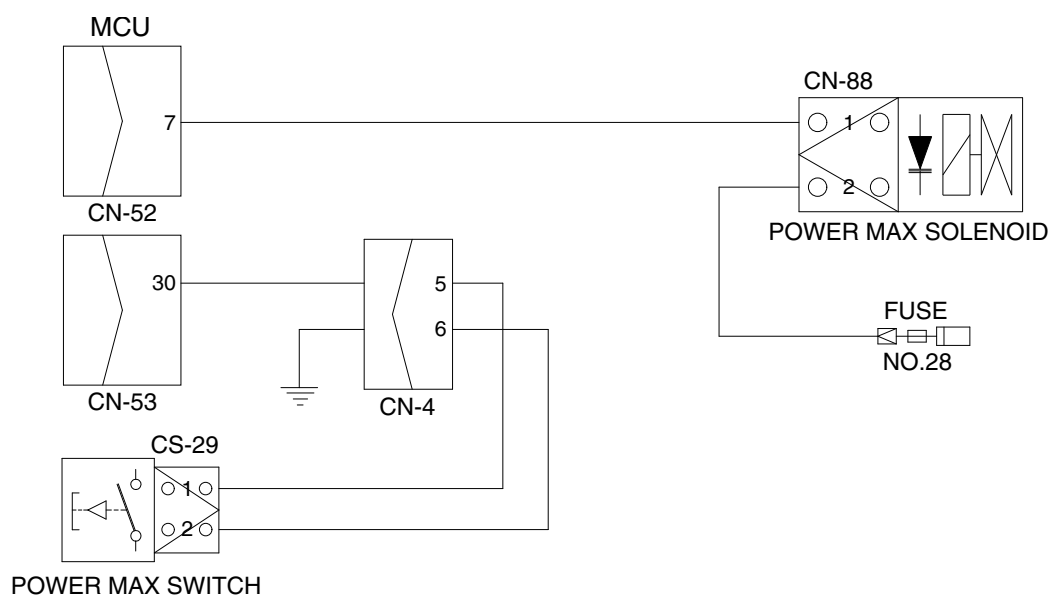 MCU
7
CN-52
CN-88
1
2
POWER MAX SOLENOID
30
CN-53
5
6
CN-4
FUSE
NO.28
CS-29
1
2
POWER MAX SWITCH